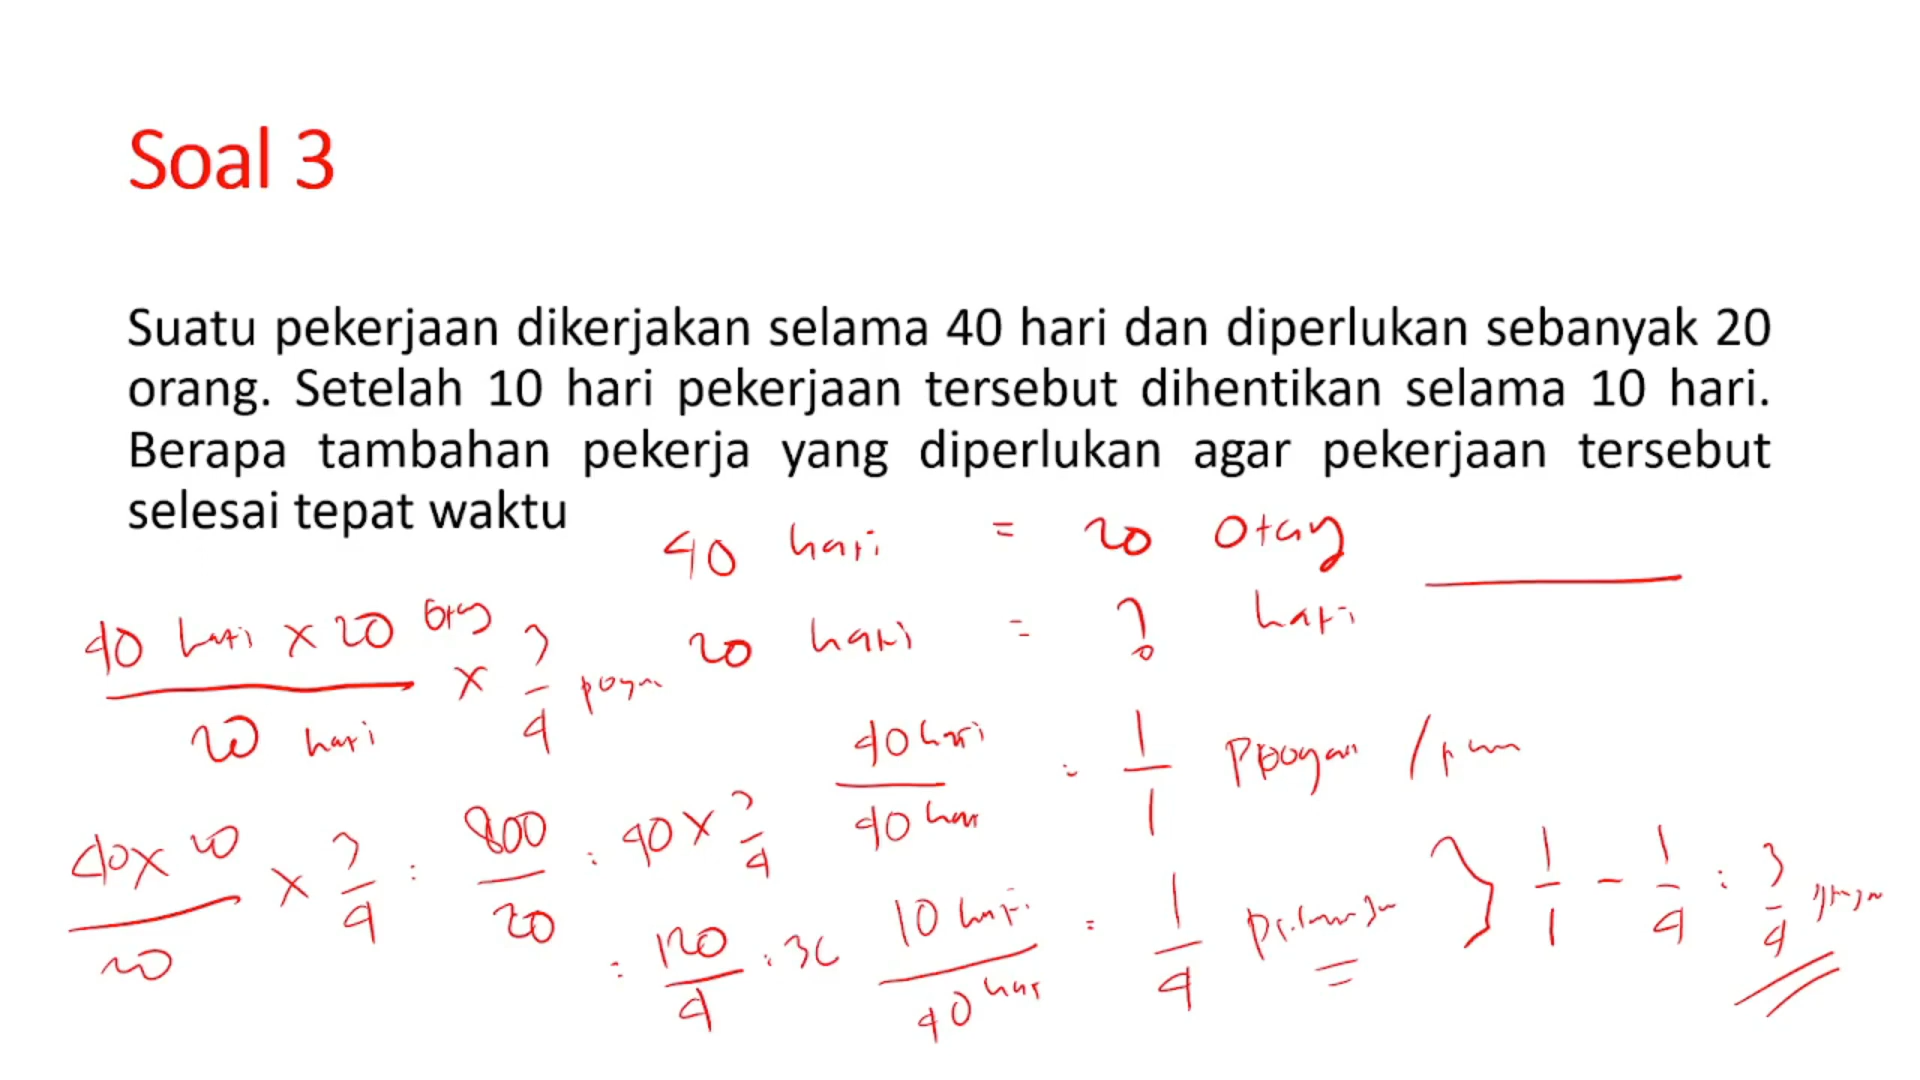 Soal 3
Suatu pekerjaan dikerjakan selama 40 hari dan diperlukan sebanyak 20
orang. Setelah 10 hari pekerjaan tersebut dihentikan selama 10 hari.
Berapa tambahan pekerja yang diperlukan agar pekerjaan tersebut
selesai tepat waktu
40 hari = 20 Orang
20 hari = ? hari
40 hari x 20 Org / 20 hari x 3/4
40 hari / 40 hari = 1/1
40 x 20 / 20 x 3/4 = 800/20 = 40 x 3/4
= 120/4 = 30
10 hari / 40 hari = 1/4 } 1/1 - 1/4 = 3/4